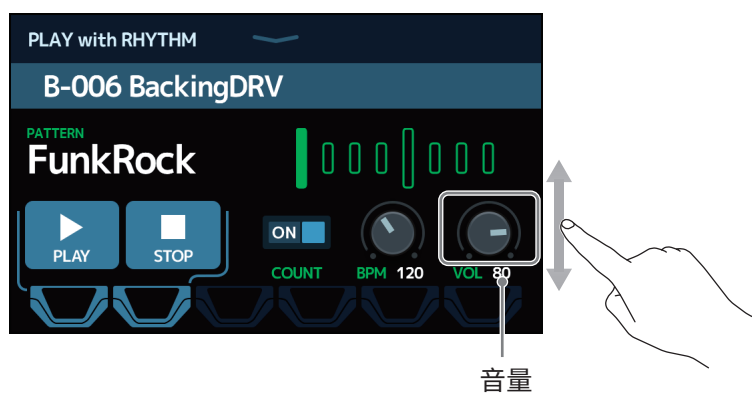 PLAY with RHYTHM
B-006 BackingDRV
PATTERN
FunkRock
PLAY
STOP
ON
COUNT
BPM 120
VOL 80
音量